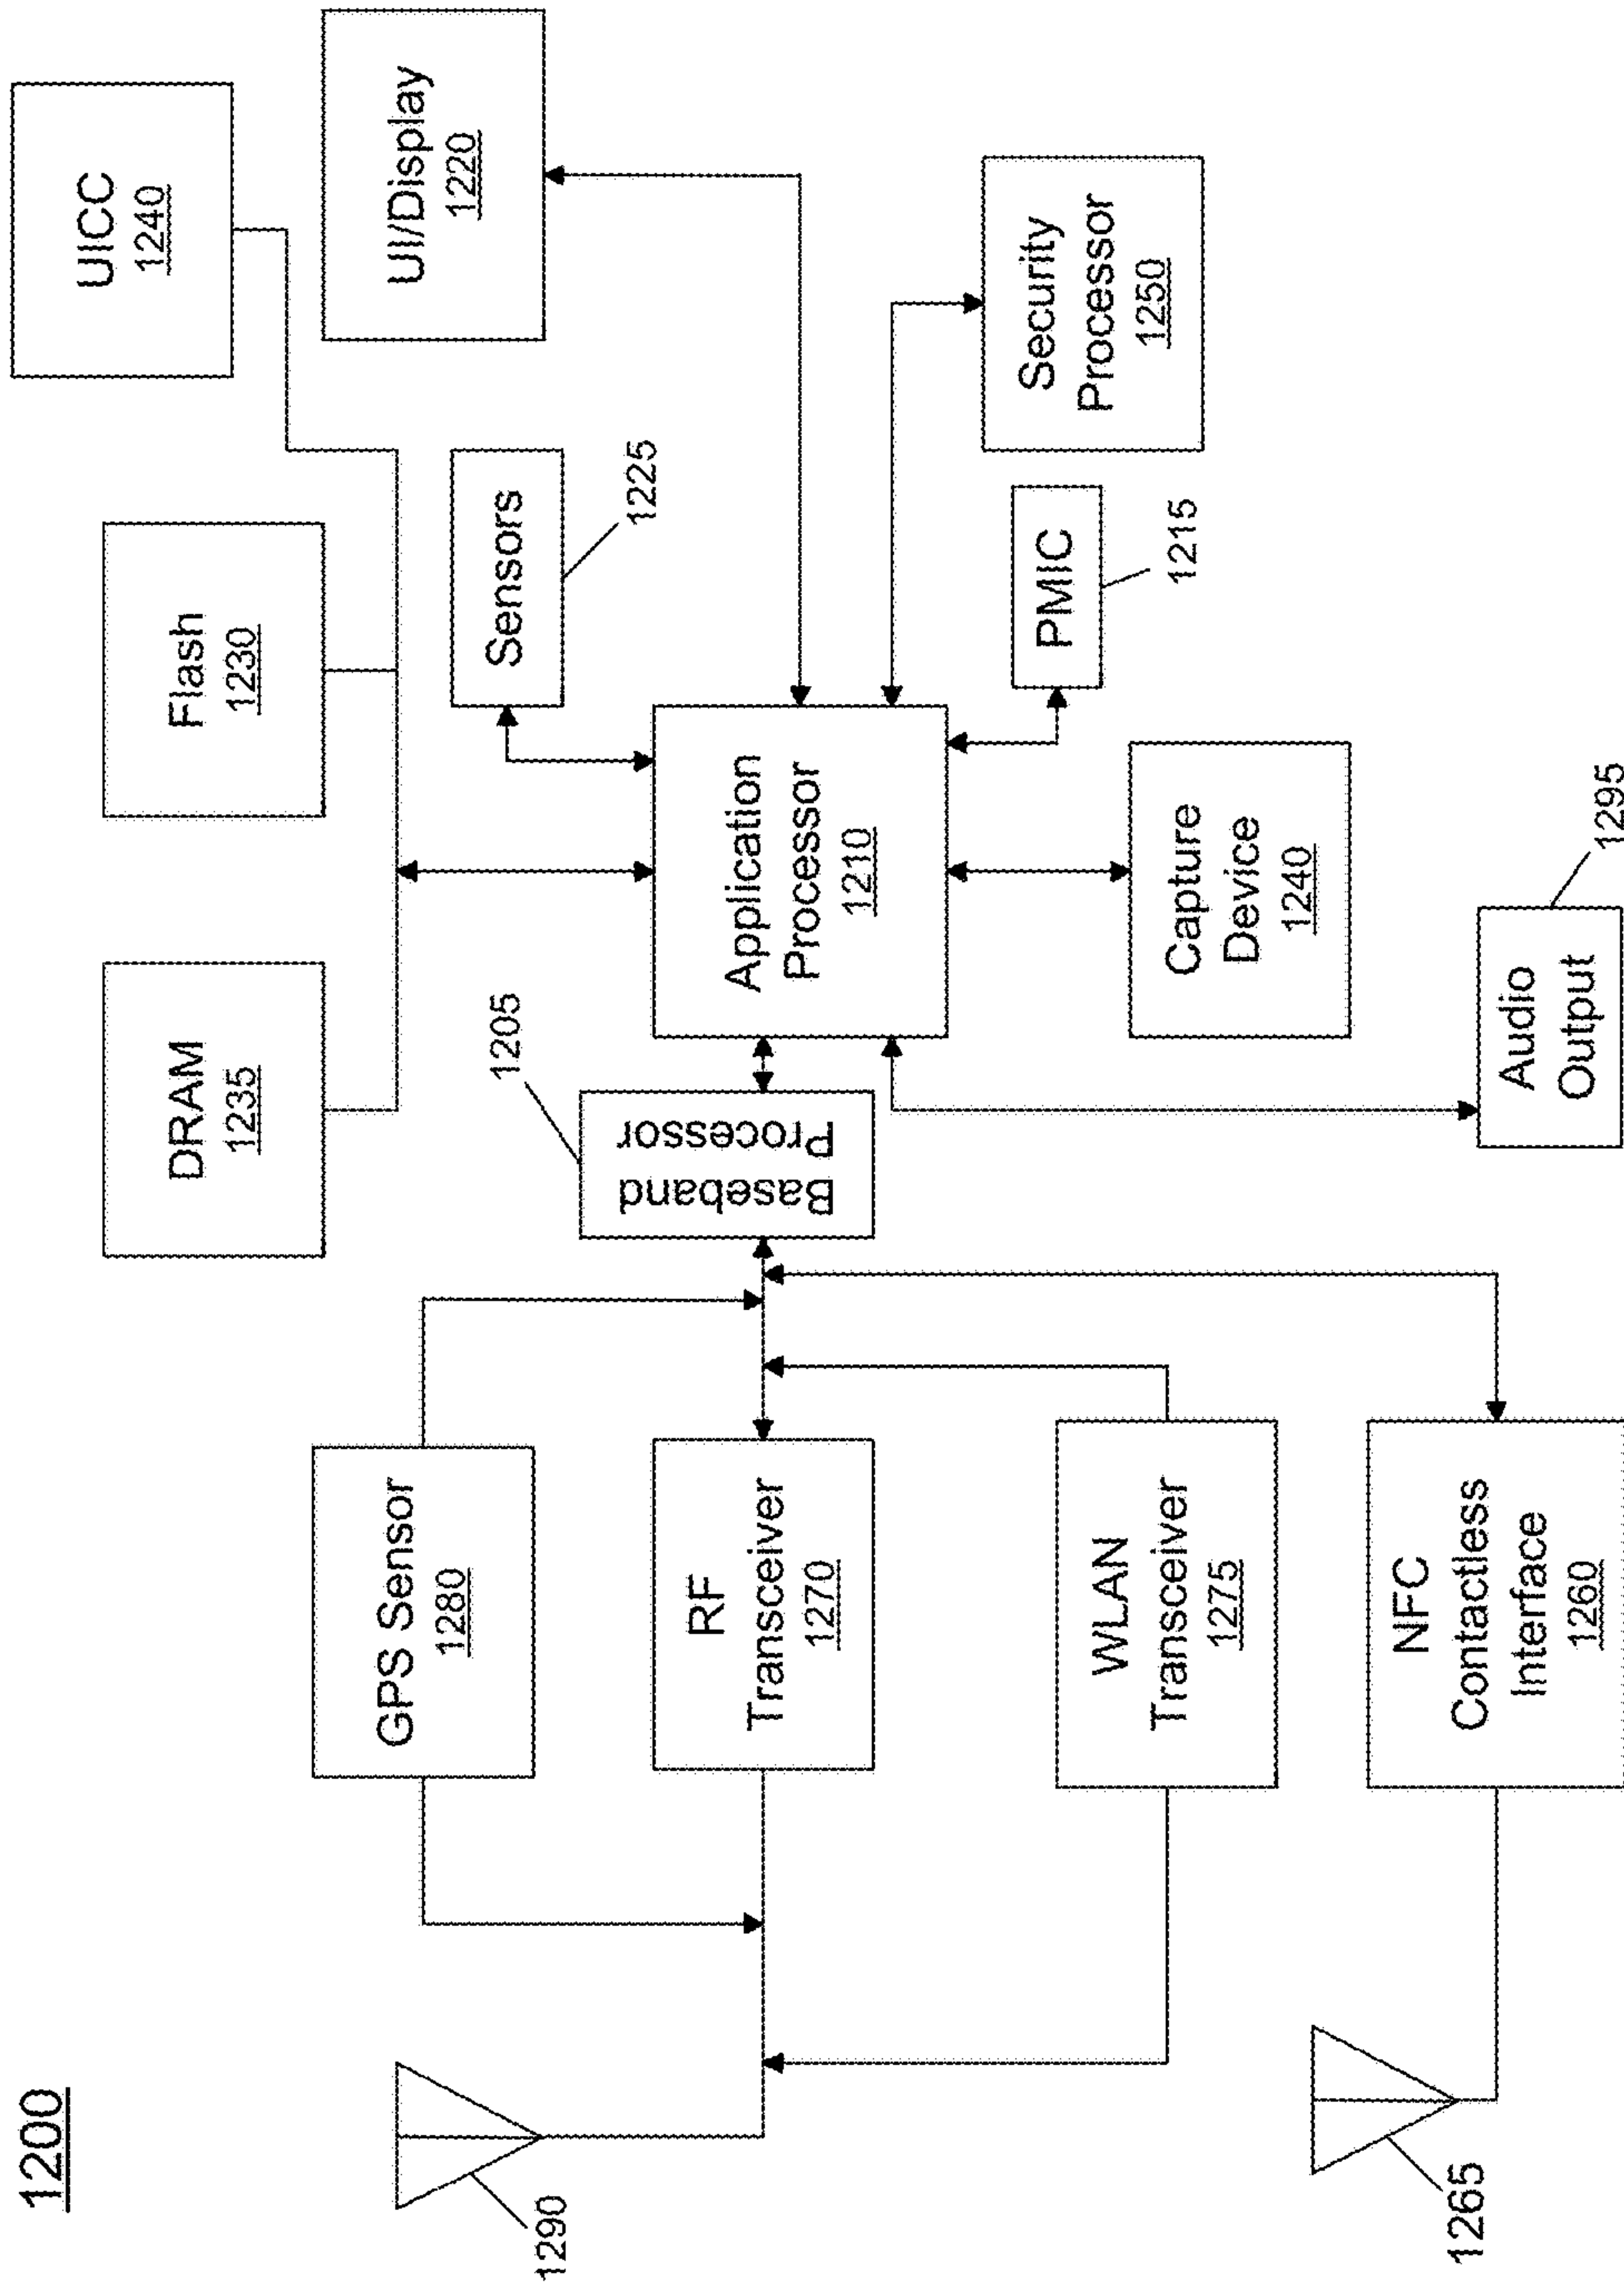 1200
UICC
1240
Flash
1230
DRAM
1235
UI/Display
1220
Sensors
1225
GPS Sensor
1280
1290
1205
Baseband
Processor
Application
Processor
1210
RF
Transceiver
1270
Security
Processor
1250
PMIC
1215
Capture
Device
1240
WLAN
Transceiver
1275
Audio
Output
1295
NFC
Contactless
Interface
1260
1265